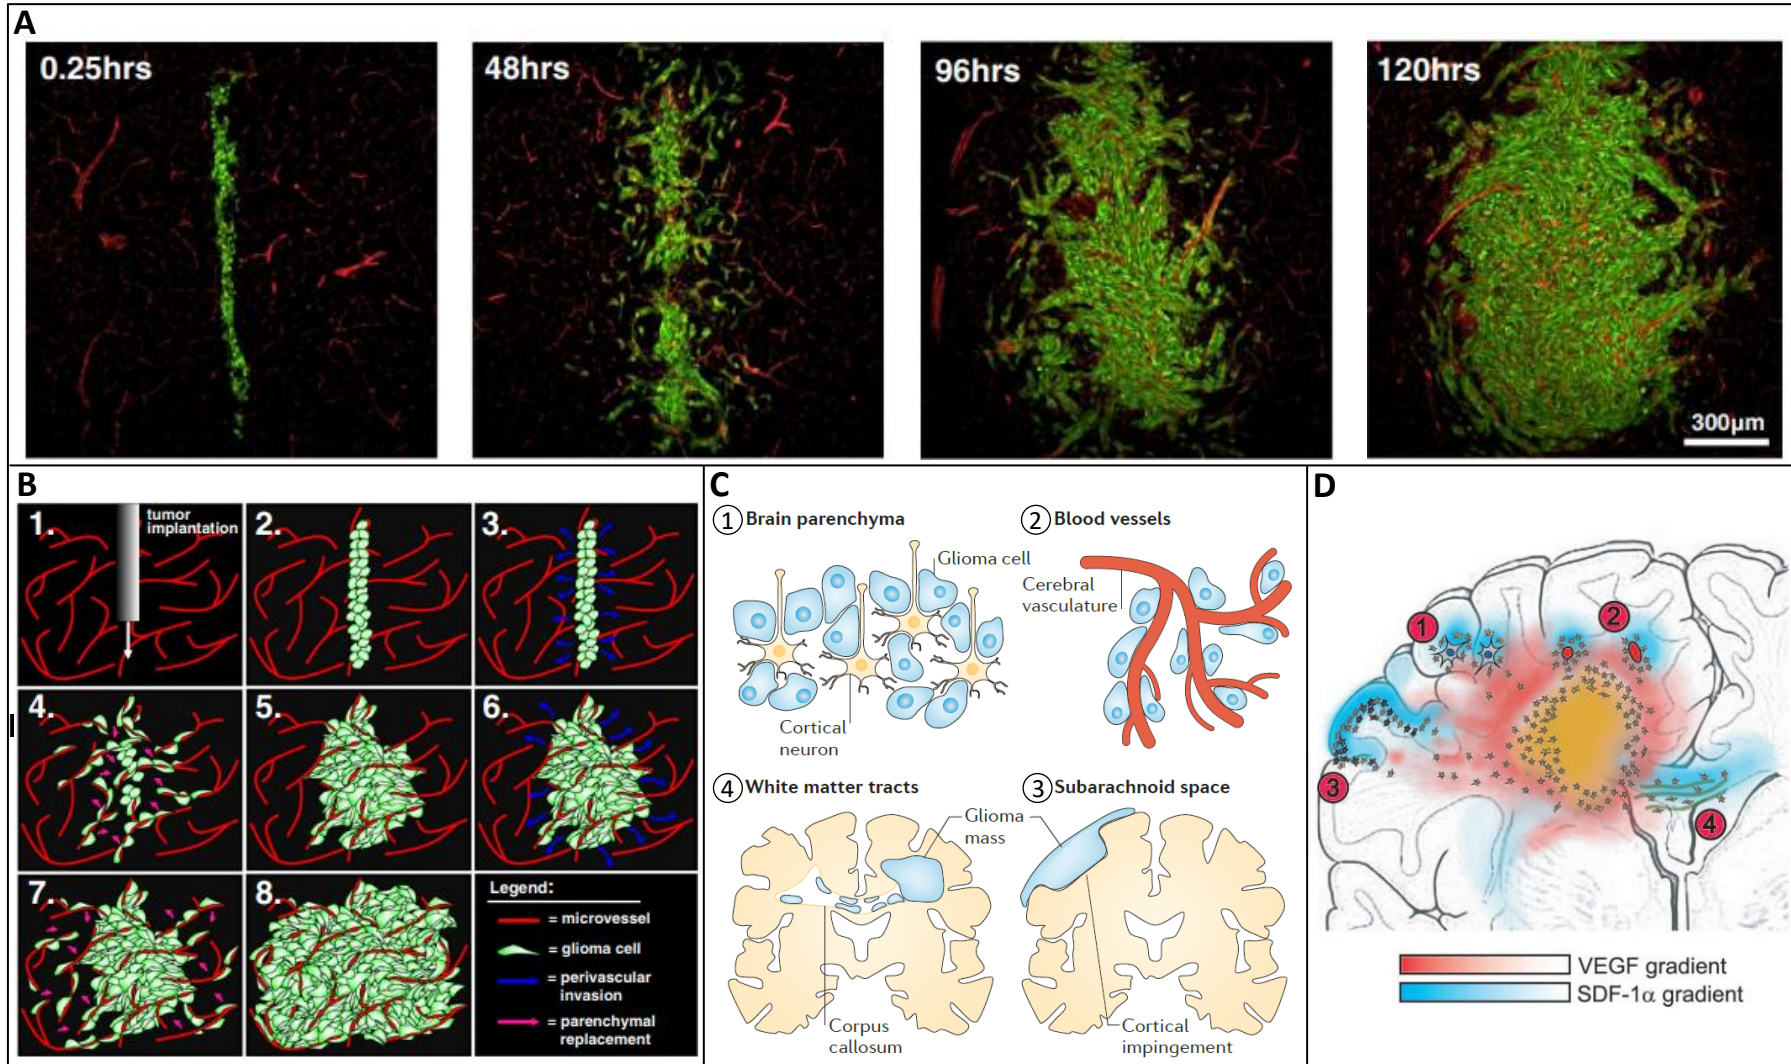 A
0.25hrs
48hrs
96hrs
120hrs
300µm
B
1.
tumor
implantation
2.
3.
4.
5.
6.
7.
8.
Legend:
= microvessel
= glioma cell
= perivascular
invasion
= parenchymal
replacement
C
1 Brain parenchyma
Glioma cell
Cortical
neuron
2 Blood vessels
Cerebral
vasculature
4 White matter tracts
Glioma
mass
Corpus
callosum
3 Subarachnoid space
Cortical
impingement
D
1
2
3
4
VEGF gradient
SDF-1α gradient